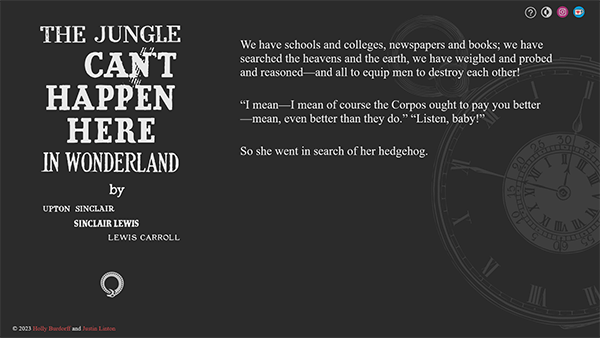 THE JUNGLE
CAN'T
HAPPEN
HERE
IN WONDERLAND
by
UPTON SINCLAIR
SINCLAIR LEWIS
LEWIS CARROLL
We have schools and colleges, newspapers and books; we have
searched the heavens and the earth, we have weighed and probed
and reasoned—and all to equip men to destroy each other!
“I mean—I mean of course the Corpos ought to pay you better
—mean, even better than they do.” “Listen, baby!”
So she went in search of her hedgehog.
© 2023 Holly Burdorff and Justin Lintau